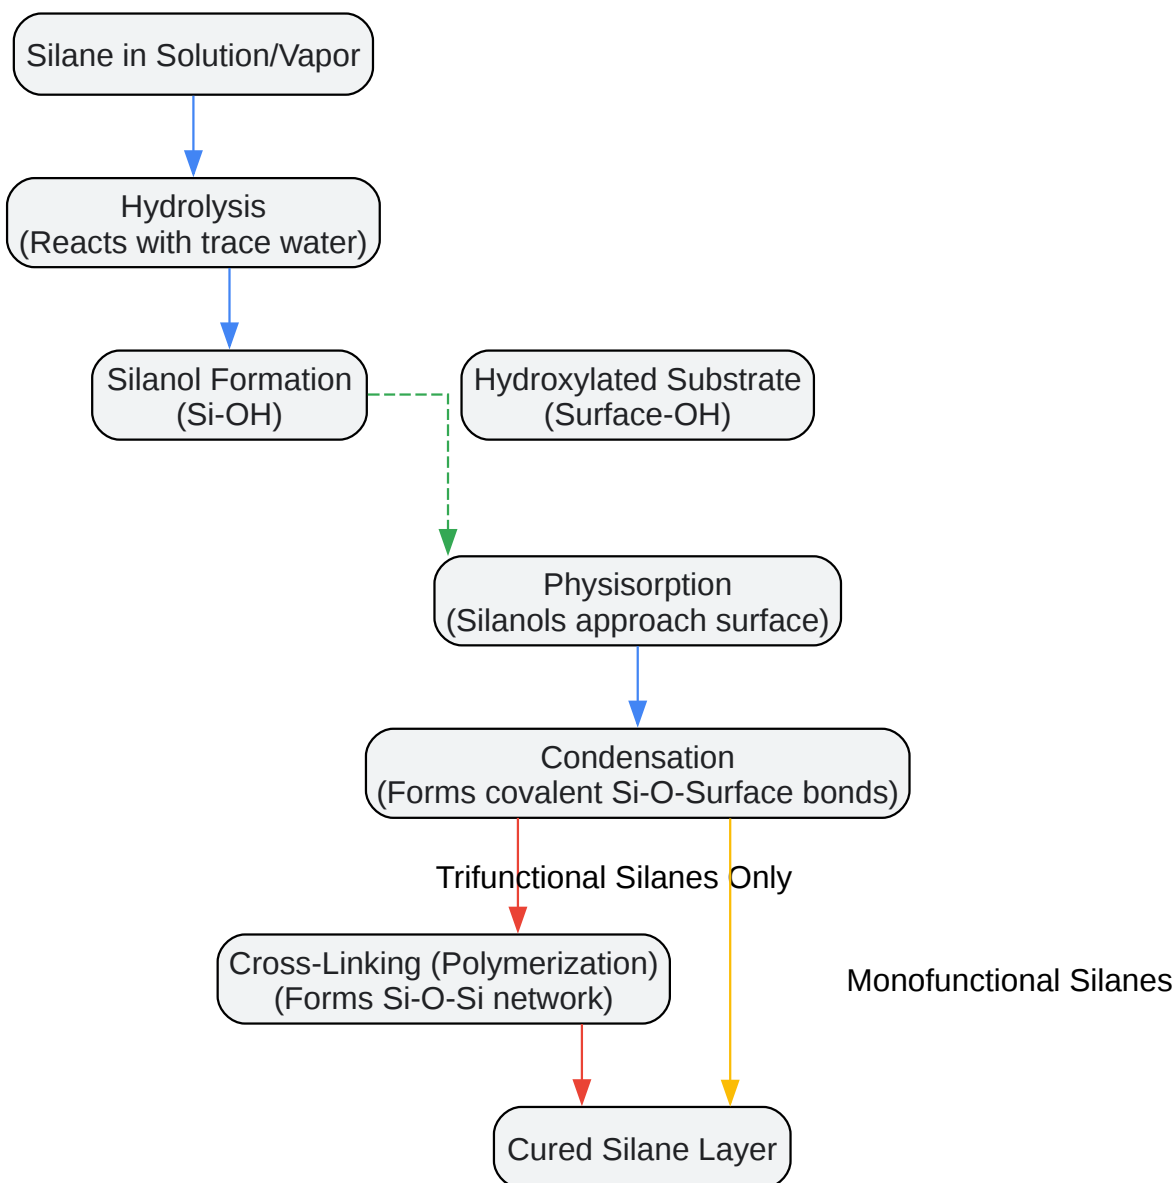 Silane in Solution/Vapor
Hydrolysis
(Reacts with trace water)
Silanol Formation
(Si-OH)
Hydroxylated Substrate
(Surface-OH)
Physisorption
(Silanols approach surface)
Condensation
(Forms covalent Si-O-Surface bonds)
Trifunctional Silanes Only
Cross-Linking (Polymerization)
(Forms Si-O-Si network)
Monofunctional Silanes
Cured Silane Layer